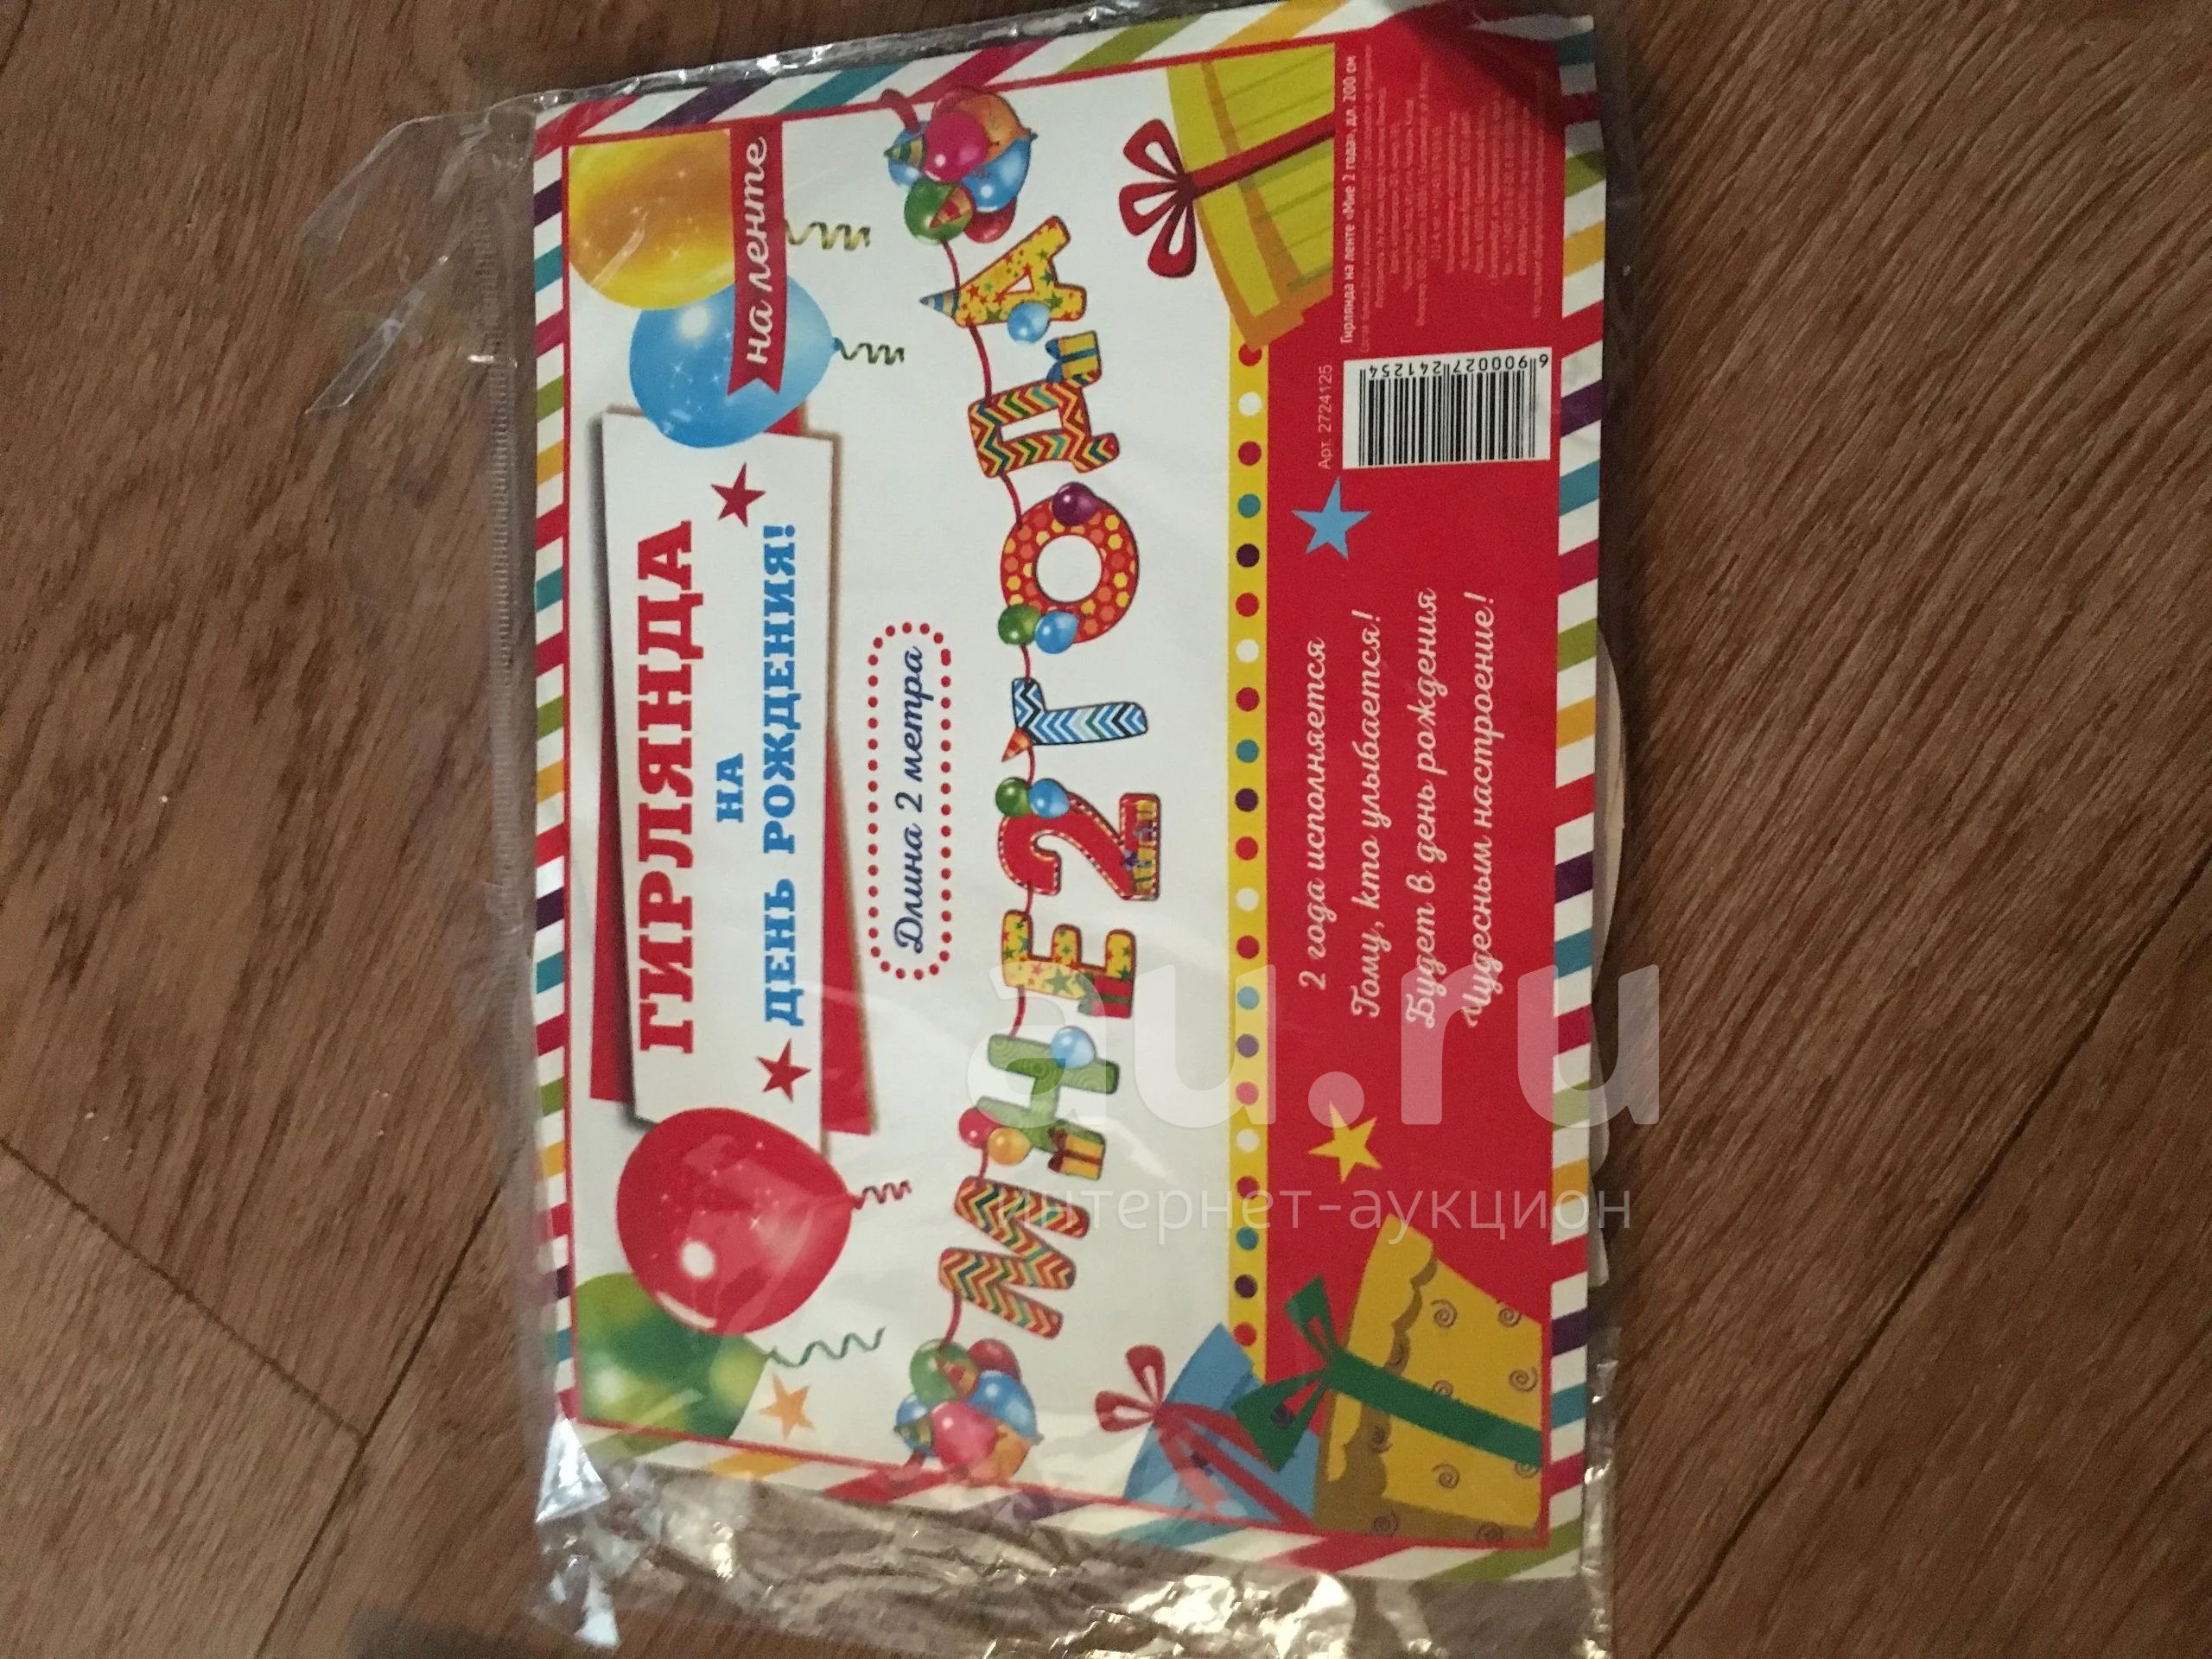 на ленте
ГИРЛЯНДА
НА
ДЕНЬ РОЖДЕНИЯ!
Длина 2 метра
МНЕ 2 ГОДА
2 года исполняется
Тому, кто улыбается!
Будет в день рождения
Чудесным настроение!
Арт. 2724125
6 900027 241254
Гирлянда на ленте «Мне 2 года», дл. 200 см
au.ru
интернет-аукцион